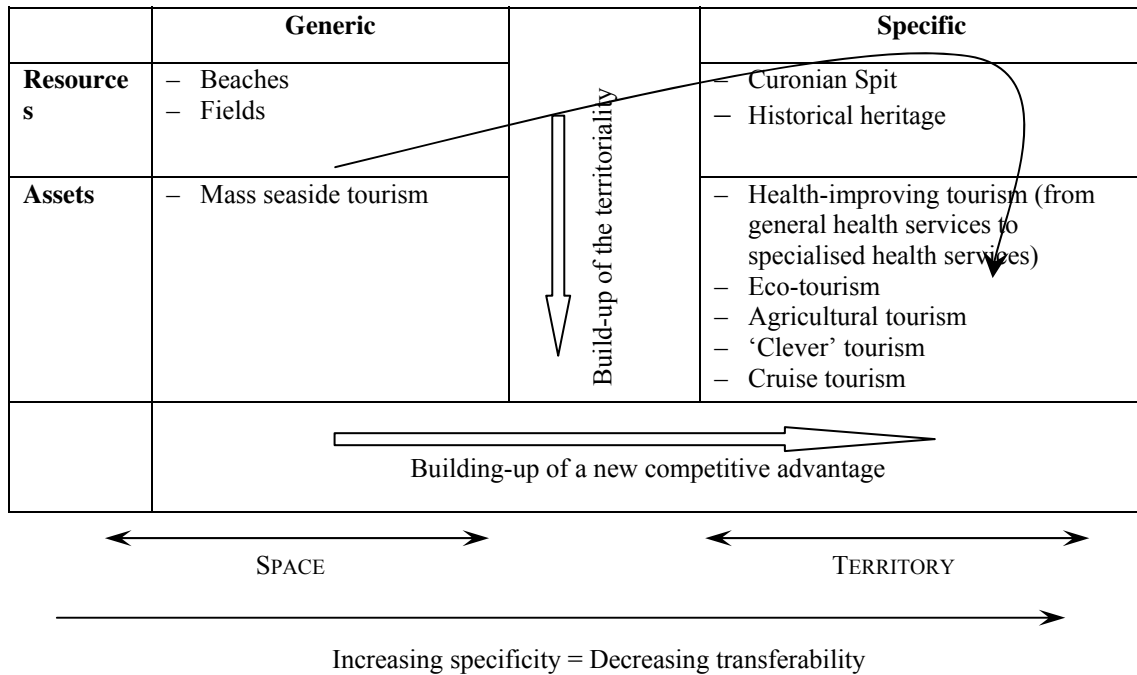 Generic
Specific
Resource
s
– Beaches
– Fields
Build-up of the territoriality
– Curonian Spit
– Historical heritage
Assets
– Mass seaside tourism
– Health-improving tourism (from
general health services to
specialised health services)
– Eco-tourism
– Agricultural tourism
– ‘Clever’ tourism
– Cruise tourism
Building-up of a new competitive advantage
SPACE
TERRITORY
Increasing specificity = Decreasing transferability